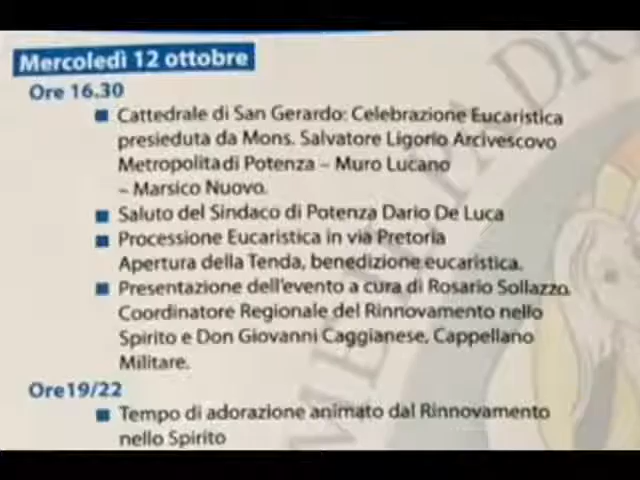 Mercoledì 12 ottobre
Ore 16.30
Cattedrale di San Gerardo: Celebrazione Eucaristica
presieduta da Mons. Salvatore Ligorio Arcivescovo
Metropolita di Potenza – Muro Lucano
– Marsico Nuovo.
Saluto del Sindaco di Potenza Dario De Luca
Processione Eucaristica in via Pretoria
Apertura della Tenda, benedizione eucaristica.
Presentazione dell'evento a cura di Rosario Sollazzo
Coordinatore Regionale del Rinnovamento nello
Spirito e Don Giovanni Caggianese, Cappellano
Militare.
Ore19/22
Tempo di adorazione animato dal Rinnovamento
nello Spirito